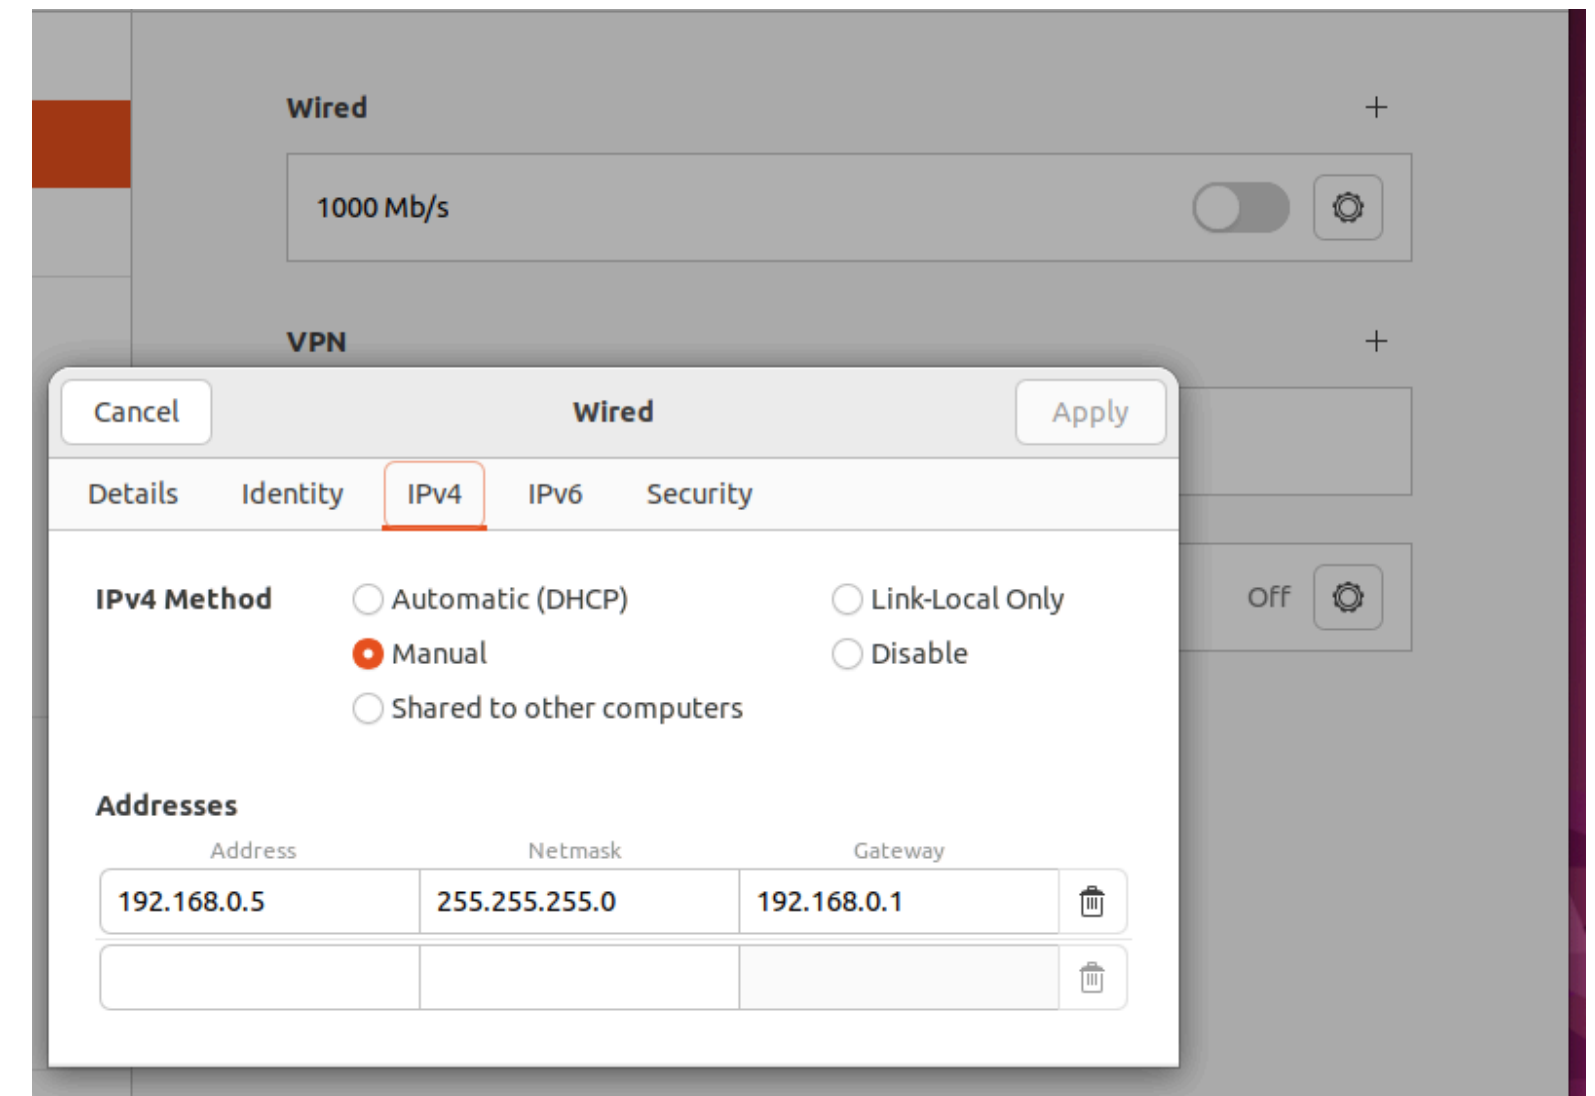 Wired +
1000 Mb/s
VPN +
Cancel Wired Apply
Details Identity IPv4 IPv6 Security
IPv4 Method Automatic (DHCP) Link-Local Only
Off
Manual Disable
Shared to other computers
Addresses
Address Netmask Gateway
192.168.0.5 255.255.255.0 192.168.0.1